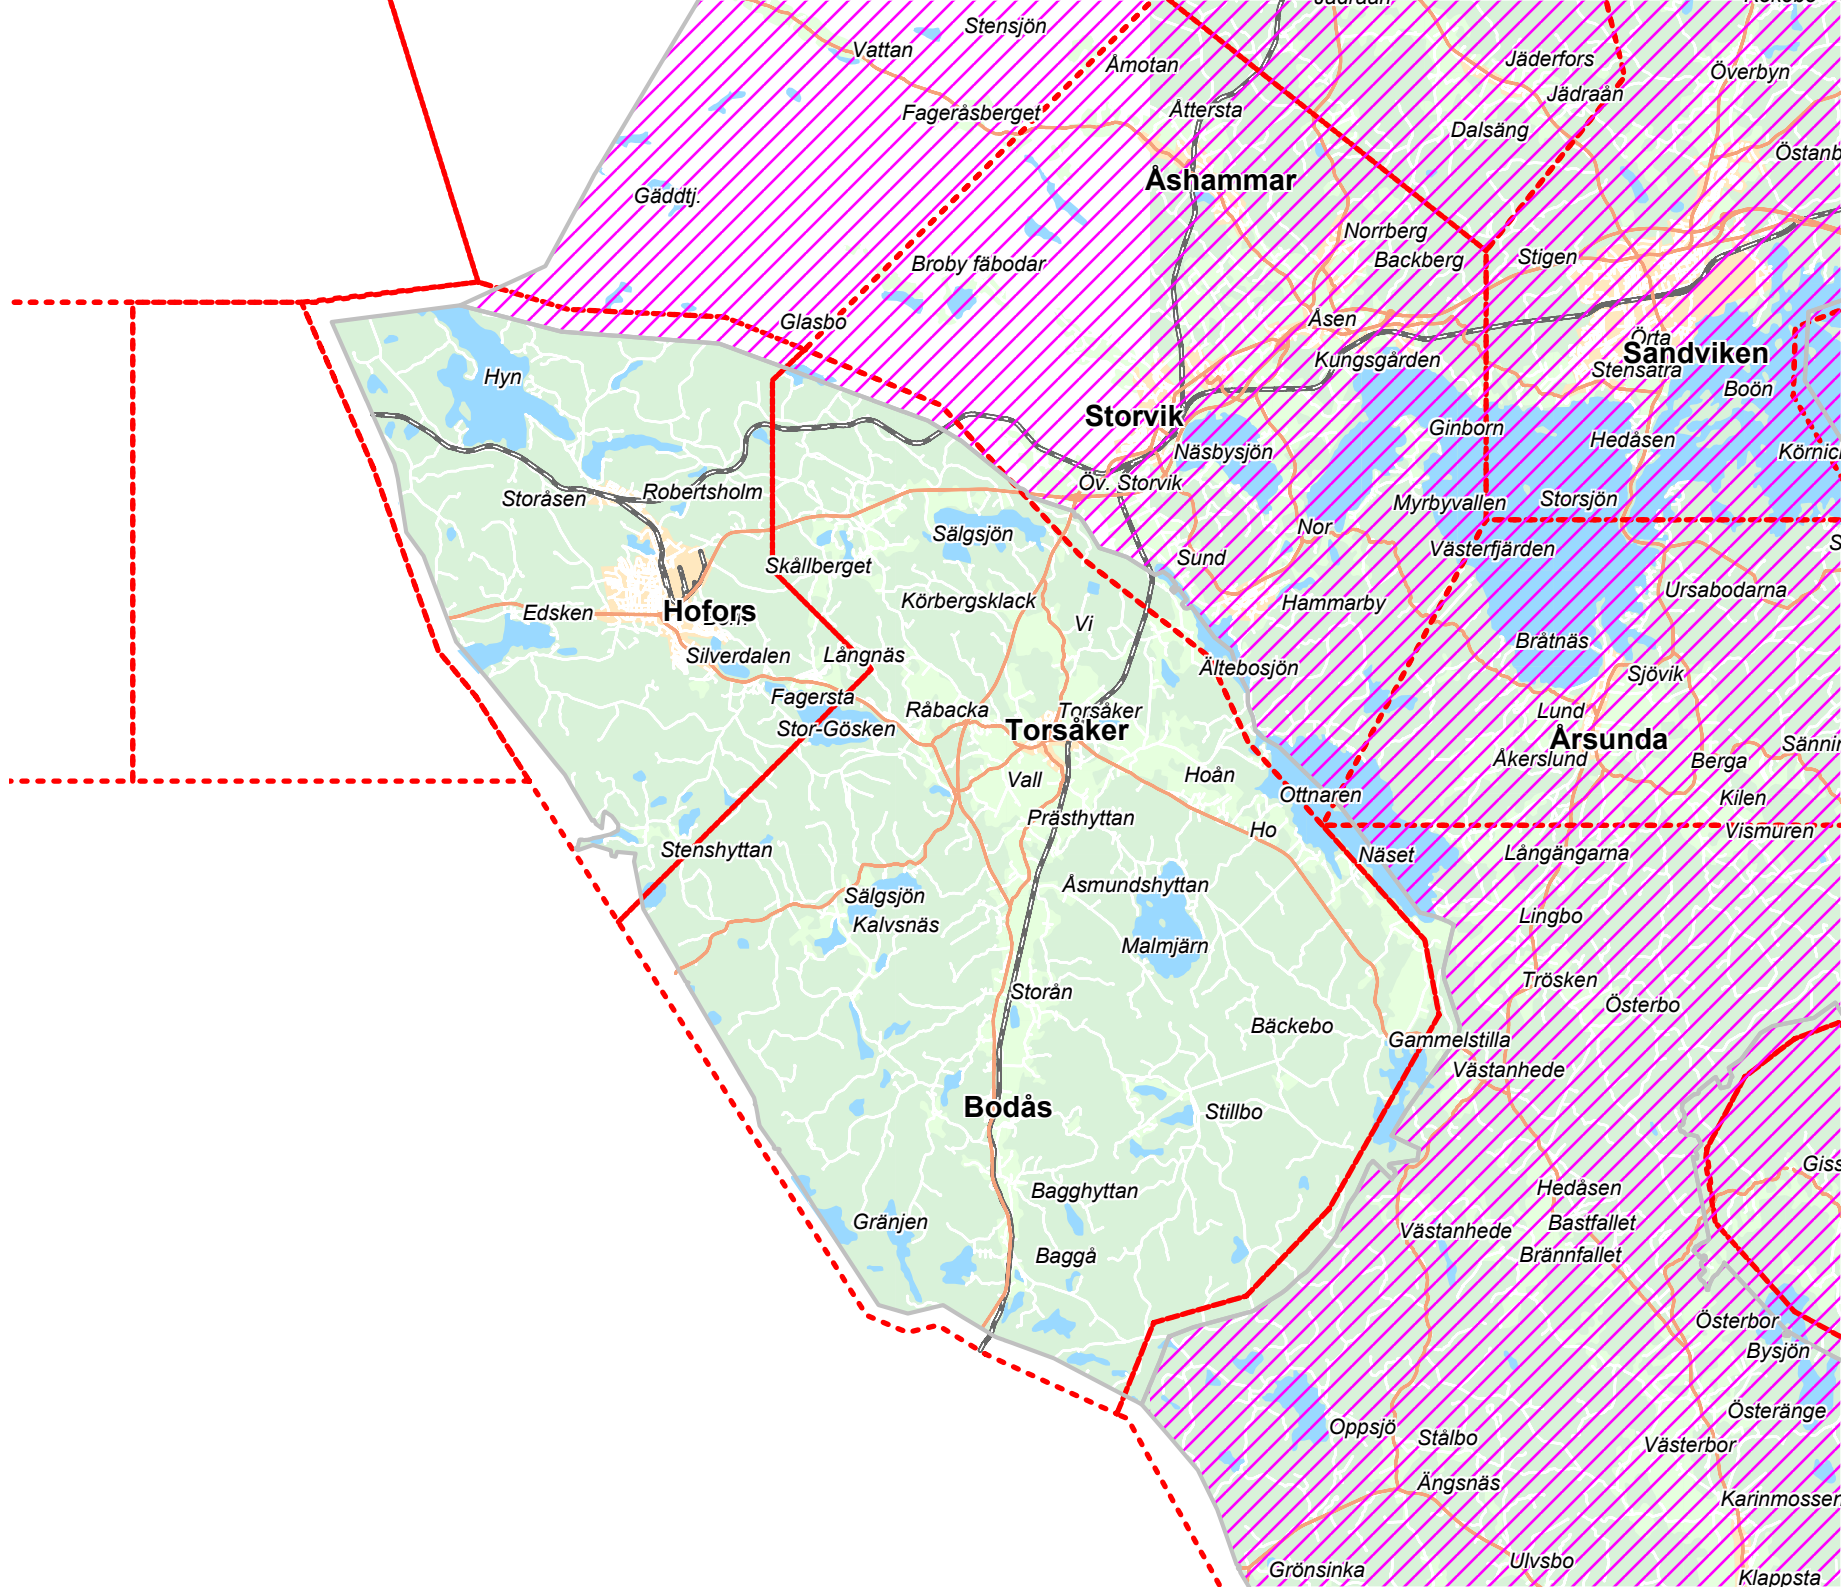 Stensjön
Vattan
Åmotan
Jäderfors
Överbyn
Jädraån
Fageråsberget
Åttersta
Dalsäng
Åshammar
Gäddtj.
Norrberg
Backberg
Stigen
Broby fäbodar
Glasbo
Åsen
Örta
Sandviken
Kungsgården
Stensätra
Boön
Hyn
Storvik
Ginborn
Hedåsen
Näsbysjön
Öv. Storvik
Robertsholm
Storåsen
Myrbyvallen
Storsjön
Sälgsjön
Nor
Västerfjärden
Sund
Skållberget
Ursabodarna
Körbergsklack
Hammarby
Edsken
Hofors
Vi
Bråtnäs
Silverdalen
Långnäs
Ältebosjön
Sjövik
Fagersta
Råbacka
Torsåker
Lund
Stor-Gösken
Torsåker
Årsunda
Åkerslund
Berga
Vall
Hoån
Ottnaren
Kilen
Prästhyttan
Ho
Vismuren
Stenshyttan
Näset
Långängarna
Åsmundshyttan
Sälgsjön
Kalvsnäs
Lingbo
Malmjärn
Trösken
Storån
Österbo
Bäckebo
Gammelstilla
Västanhede
Bodås
Stillbo
Bagghyttan
Hedåsen
Gränjen
Västanhede
Bastfallet
Baggå
Brännfallet
Österbor
Bysjön
Österänge
Oppsjö
Stålbo
Västerbor
Ängsnäs
Karinmossen
Grönsinka
Ulvsbo
Klappsta